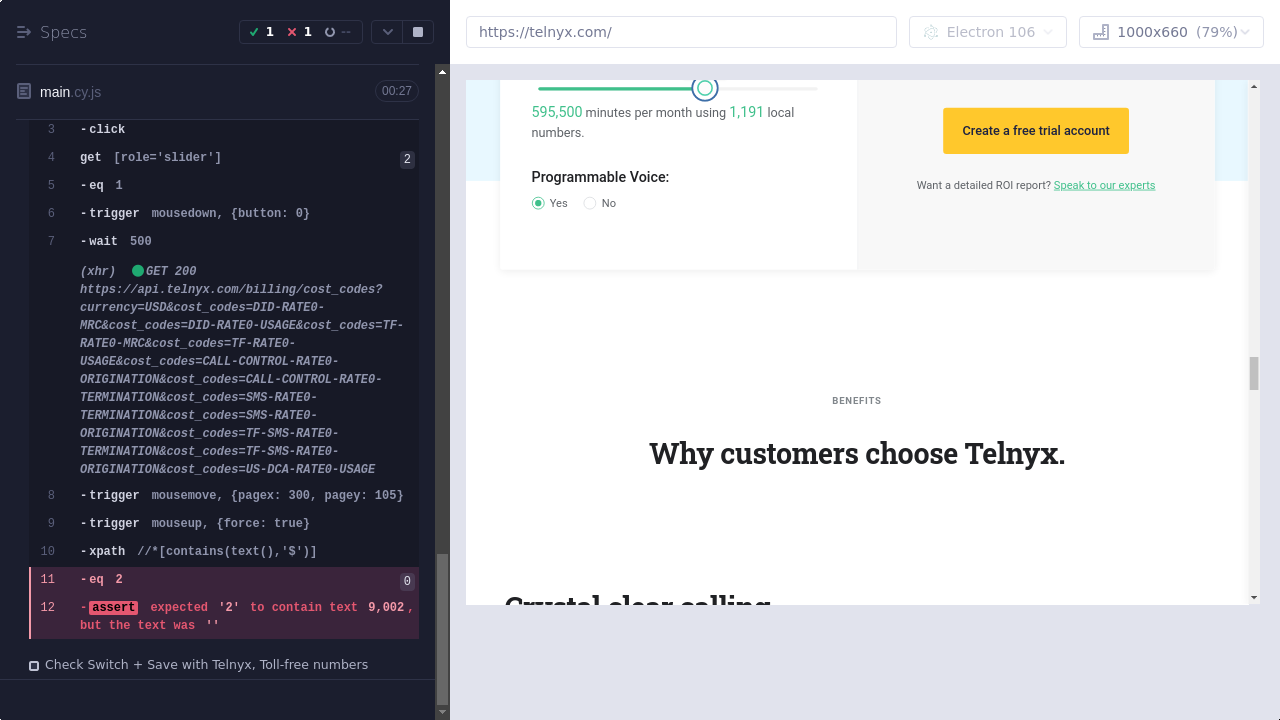 Specs
1
1
--
https://telnyx.com/
Electron 106
1000x660 (79%)
main.cy.js
00:27
3 -click
4 get [role='slider'] 2
5 -eq 1
6 -trigger mousedown, {button: 0}
7 -wait 500
(xhr) GET 200
https://api.telnyx.com/billing/cost_codes?
currency=USD&cost_codes=DID-RATE0-
MRC&cost_codes=DID-RATE0-USAGE&cost_codes=TF-
RATE0-MRC&cost_codes=TF-RATE0-
USAGE&cost_codes=CALL-CONTROL-RATE0-
ORIGINATION&cost_codes=CALL-CONTROL-RATE0-
TERMINATION&cost_codes=SMS-RATE0-
TERMINATION&cost_codes=SMS-RATE0-
ORIGINATION&cost_codes=TF-SMS-RATE0-
TERMINATION&cost_codes=TF-SMS-RATE0-
ORIGINATION&cost_codes=US-DCA-RATE0-USAGE
8 -trigger mousemove, {pagex: 300, pagey: 105}
9 -trigger mouseup, {force: true}
10 -xpath //*[contains(text(),'$')]
11 -eq 2 0
12 -assert expected '2' to contain text 9,002,
but the text was ''
Check Switch + Save with Telnyx, Toll-free numbers
595,500 minutes per month using 1,191 local
numbers.
Programmable Voice:
Yes No
Create a free trial account
Want a detailed ROI report? Speak to our experts
BENEFITS
Why customers choose Telnyx.
Crystal clear calling